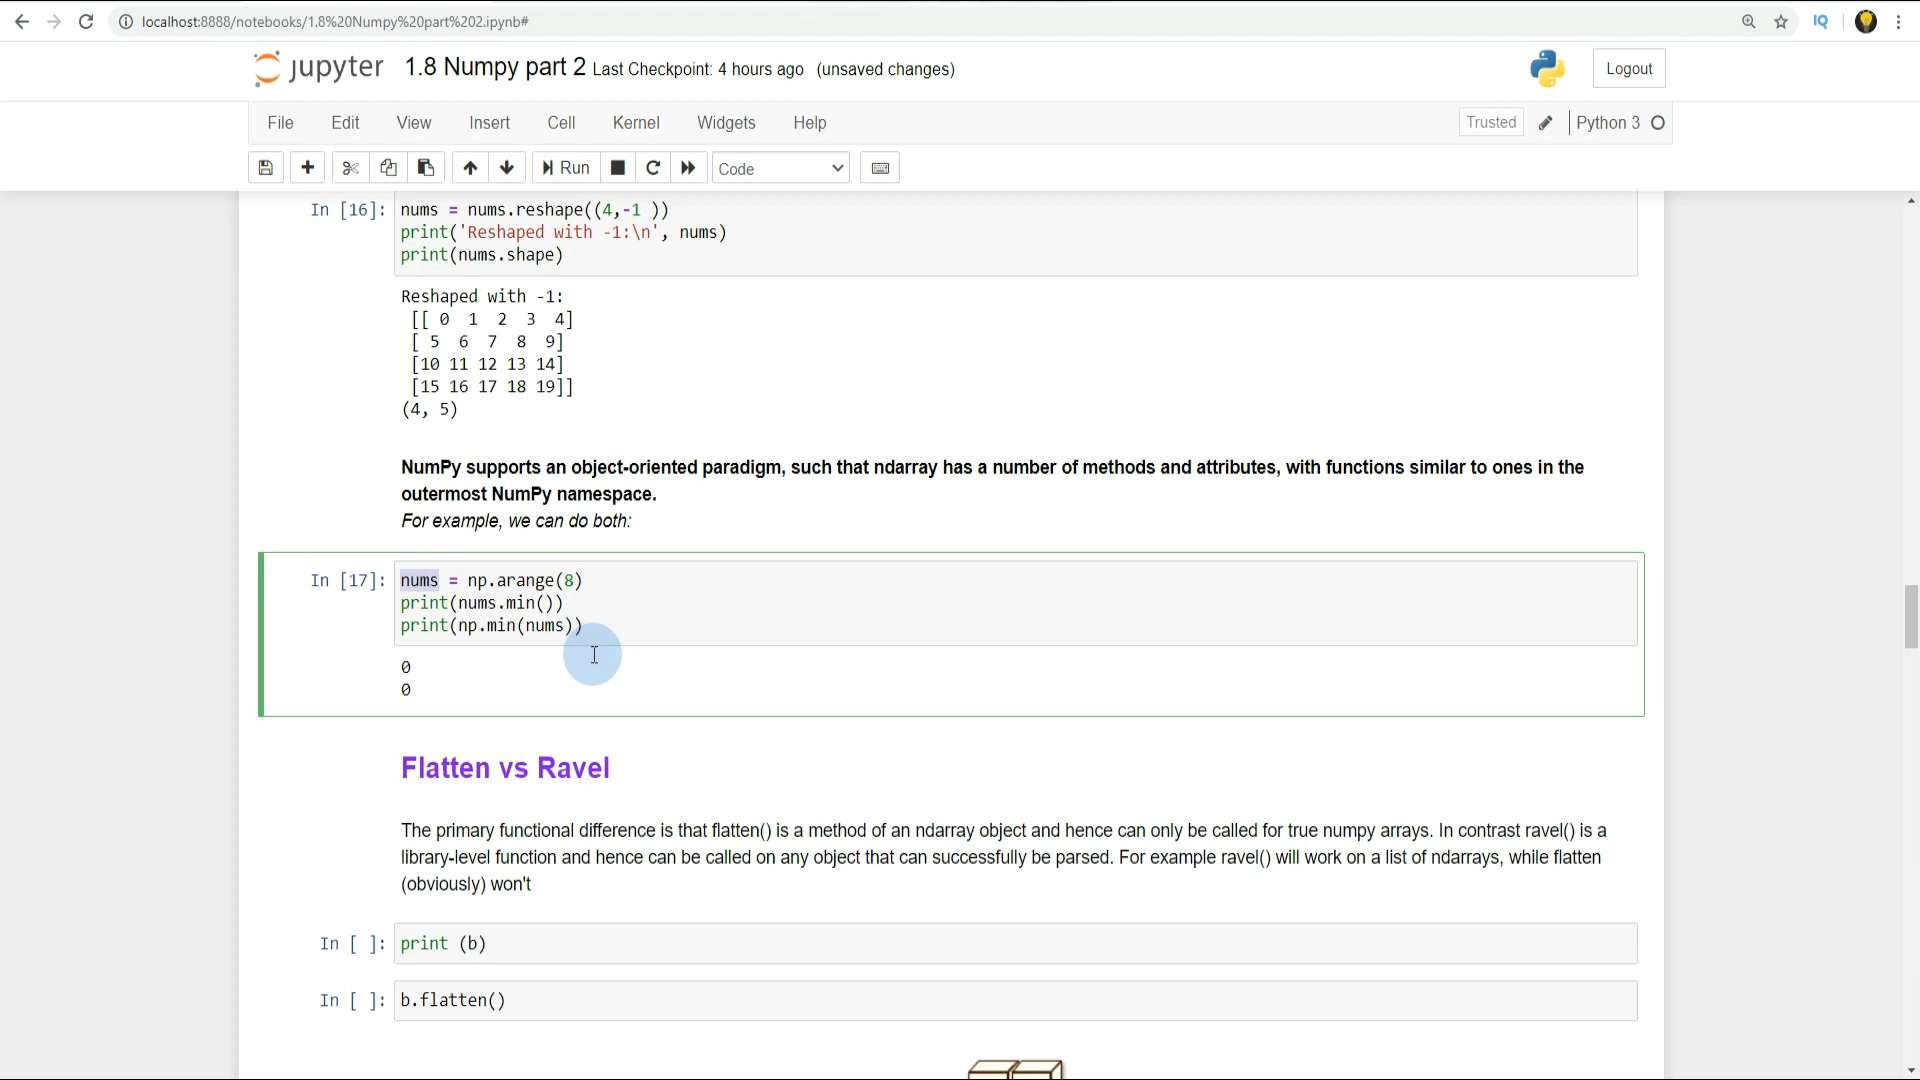 localhost:8888/notebooks/1.8%20Numpy%20part%202.ipynb#
IQ
jupyter 1.8 Numpy part 2 Last Checkpoint: 4 hours ago (unsaved changes)
Logout
File Edit View Insert Cell Kernel Widgets Help
Trusted
Python 3
Run
Code
In [16]: nums = nums.reshape((4,-1 ))
print('Reshaped with -1:\n', nums)
print(nums.shape)
Reshaped with -1:
[[ 0 1 2 3 4]
[ 5 6 7 8 9]
[10 11 12 13 14]
[15 16 17 18 19]]
(4, 5)
NumPy supports an object-oriented paradigm, such that ndarray has a number of methods and attributes, with functions similar to ones in the
outermost NumPy namespace.
For example, we can do both:
In [17]: nums = np.arange(8)
print(nums.min())
print(np.min(nums))
0
0
Flatten vs Ravel
The primary functional difference is that flatten() is a method of an ndarray object and hence can only be called for true numpy arrays. In contrast ravel() is a
library-level function and hence can be called on any object that can successfully be parsed. For example ravel() will work on a list of ndarrays, while flatten
(obviously) won't
In [ ]: print (b)
In [ ]: b.flatten()